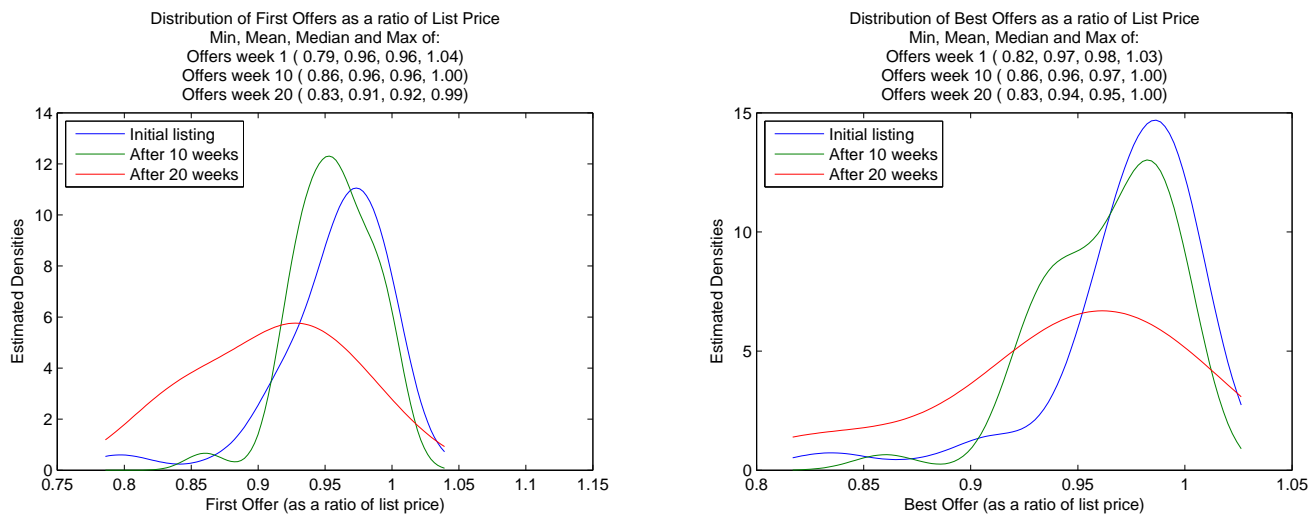 Distribution of First Offers as a ratio of List Price
Min, Mean, Median and Max of:
Offers week 1 ( 0.79, 0.96, 0.96, 1.04)
Offers week 10 ( 0.86, 0.96, 0.96, 1.00)
Offers week 20 ( 0.83, 0.91, 0.92, 0.99)
14
12
10
8
6
4
2
0
Estimated Densities
Initial listing
After 10 weeks
After 20 weeks
0.75 0.8 0.85 0.9 0.95 1 1.05 1.1 1.15
First Offer (as a ratio of list price)
Distribution of Best Offers as a ratio of List Price
Min, Mean, Median and Max of:
Offers week 1 ( 0.82, 0.97, 0.98, 1.03)
Offers week 10 ( 0.86, 0.96, 0.97, 1.00)
Offers week 20 ( 0.83, 0.94, 0.95, 1.00)
15
10
5
0
Estimated Densities
Initial listing
After 10 weeks
After 20 weeks
0.8 0.85 0.9 0.95 1 1.05
Best Offer (as a ratio of list price)